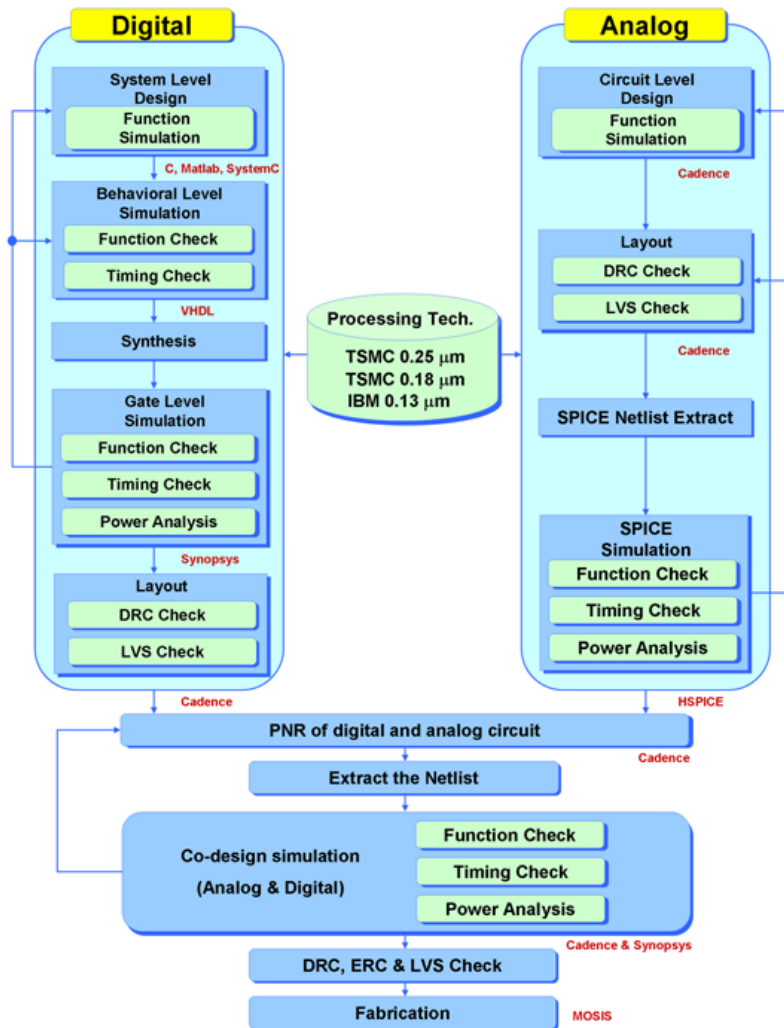 Digital
System Level
Design
Function
Simulation
C, Matlab, SystemC
Behavioral Level
Simulation
Function Check
Timing Check
VHDL
Synthesis
Gate Level
Simulation
Function Check
Timing Check
Power Analysis
Synopsys
Layout
DRC Check
LVS Check
Cadence
Processing Tech.
TSMC 0.25 μm
TSMC 0.18 μm
IBM 0.13 μm
Analog
Circuit Level
Design
Function
Simulation
Cadence
Layout
DRC Check
LVS Check
Cadence
SPICE Netlist Extract
SPICE
Simulation
Function Check
Timing Check
Power Analysis
HSPICE
PNR of digital and analog circuit
Cadence
Extract the Netlist
Co-design simulation
(Analog & Digital)
Function Check
Timing Check
Power Analysis
Cadence & Synopsys
DRC, ERC & LVS Check
Fabrication
MOSIS